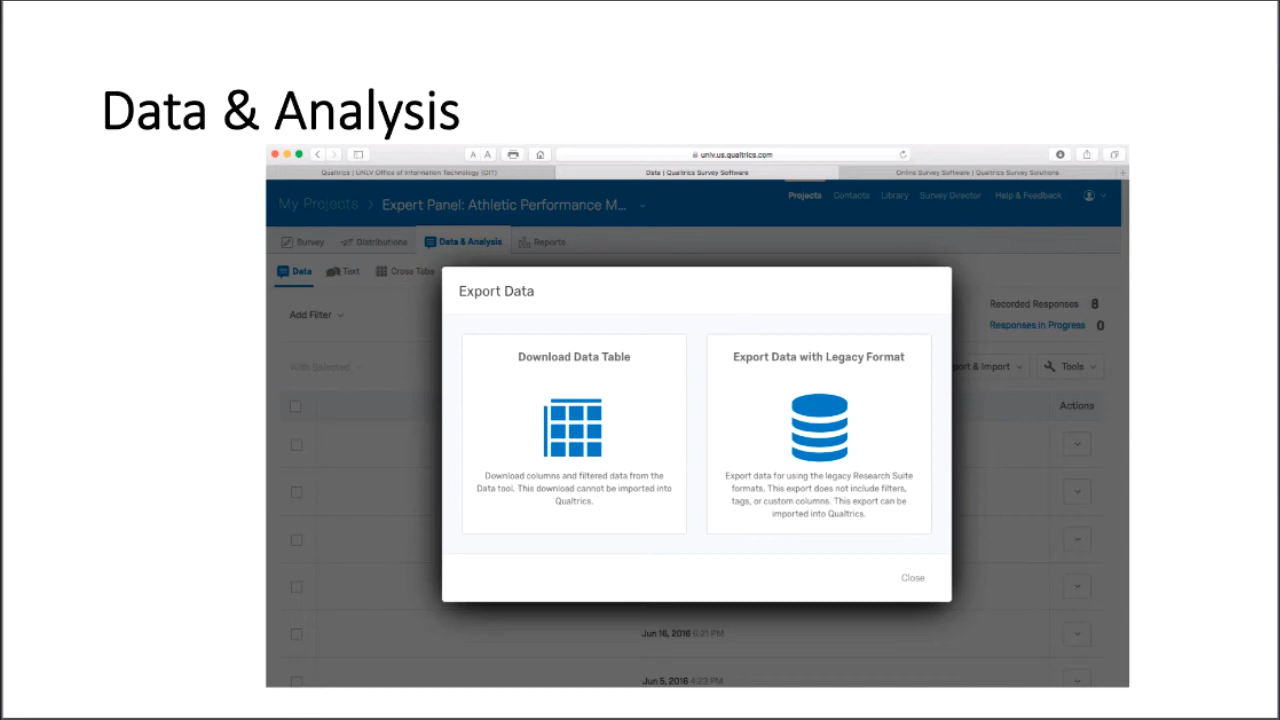 Data & Analysis
A A
univ.us.qualtrics.com
Qualtrics | UNLV Office of Information Technology (OIT)
Data | Qualtrics Survey Software
Online Survey Software | Qualtrics Survey Solutions
My Projects > Expert Panel: Athletic Performance M...
Projects Contacts Library Survey Director Help & Feedback
Survey Distributions Data & Analysis Reports
Data Text Cross Tabs
Export Data
Add Filter
Recorded Responses 8
Responses in Progress 0
With Selected
port & Import
Tools
Actions
Download Data Table
Download columns and filtered data from the
Data tool. This download cannot be imported into
Qualtrics.
Export Data with Legacy Format
Export data for using the legacy Research Suite
formats. This export does not include filters,
tags, or custom columns. This export can be
imported into Qualtrics.
Close
Jun 16, 2016 6:21 PM
Jun 5, 2016 4:23 PM